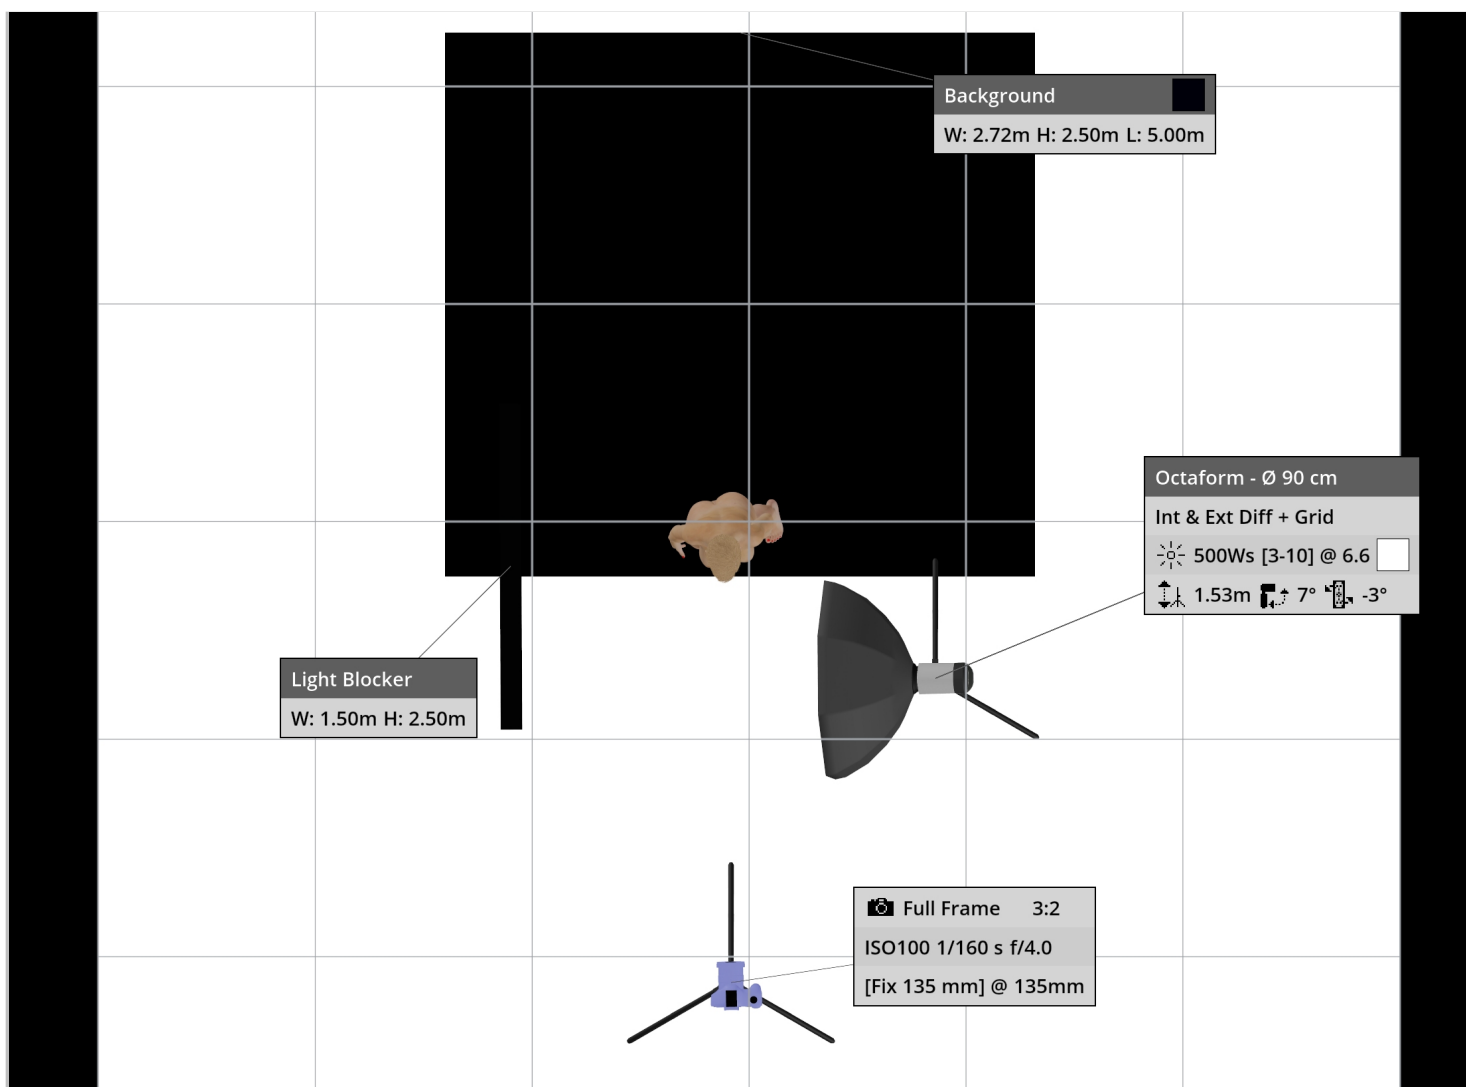 Background
W: 2.72m H: 2.50m L: 5.00m
Octaform - Ø 90 cm
Int & Ext Diff + Grid
500Ws [3-10] @ 6.6
1.53m 7° -3°
Light Blocker
W: 1.50m H: 2.50m
Full Frame 3:2
ISO100 1/160 s f/4.0
[Fix 135 mm] @ 135mm